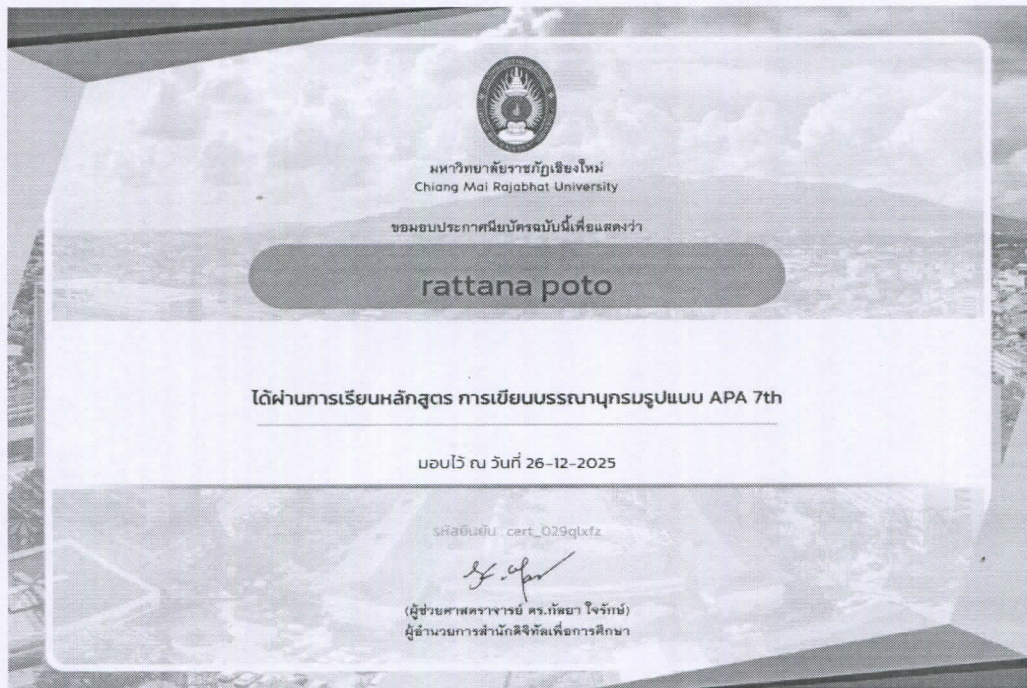 มหาวิทยาลัยราชภัฏเชียงใหม่
Chiang Mai Rajabhat University
ขอมอบประกาศนียบัตรฉบับนี้เพื่อแสดงว่า
rattana poto
ได้ผ่านการเรียนหลักสูตร การเขียนบรรณานุกรมรูปแบบ APA 7th
มอบไว้ ณ วันที่ 26-12-2025
รหัสยืนยัน: cert_029qlxfz
(ผู้ช่วยศาสตราจารย์ ดร.กัลยา ใจรักษ์)
ผู้อำนวยการสำนักดิจิทัลเพื่อการศึกษา